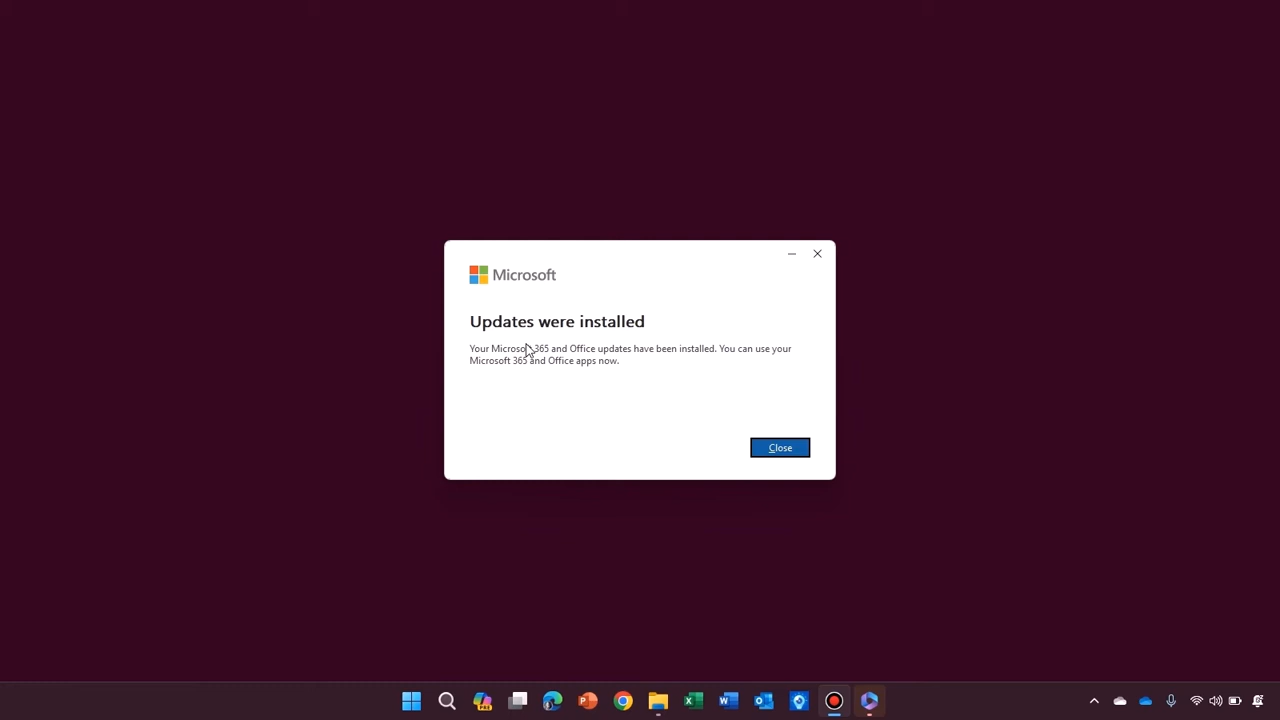 Microsoft
Updates were installed
Your Microsoft 365 and Office updates have been installed. You can use your
Microsoft 365 and Office apps now.
Close